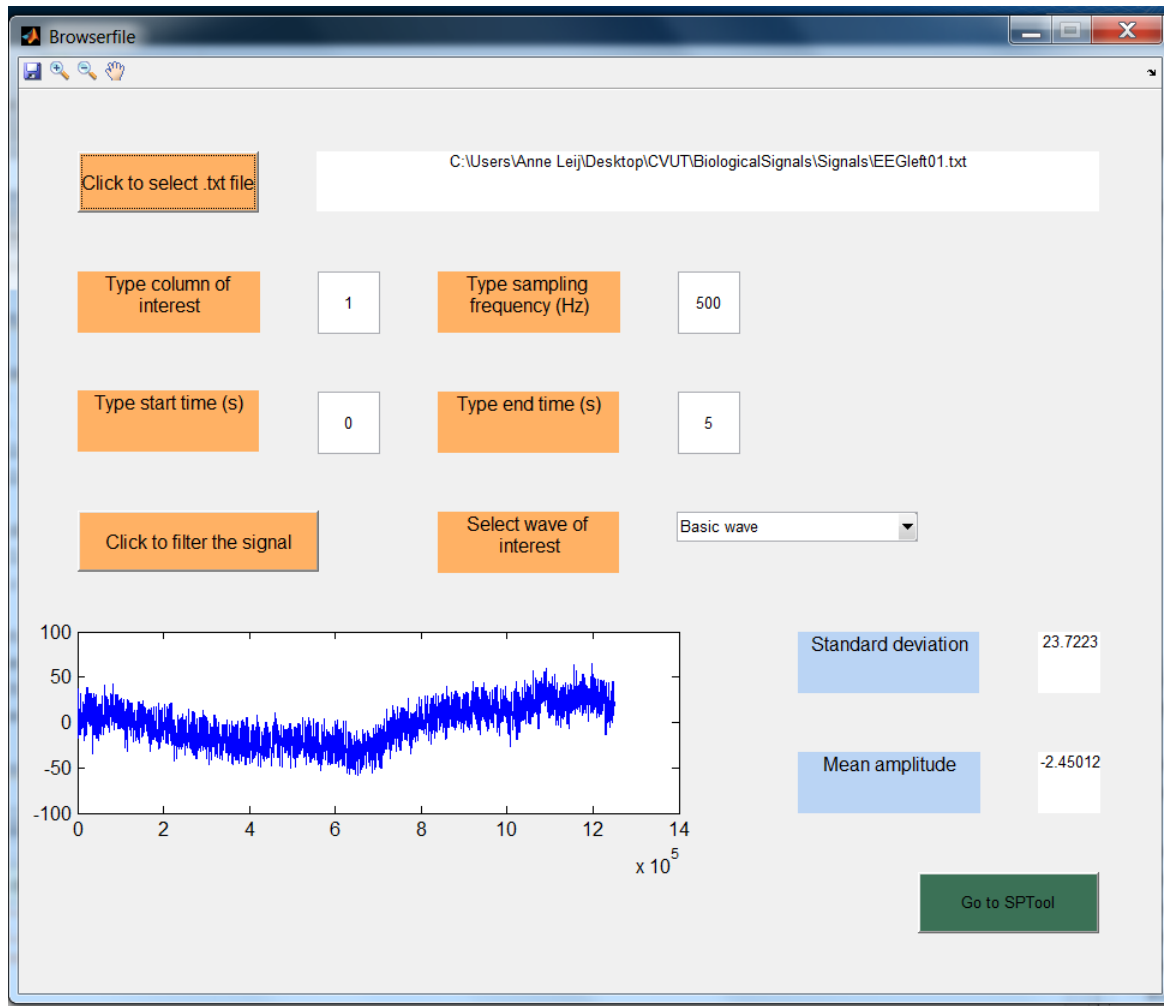 Browserfile
Click to select .txt file
C:\Users\Anne Leij\Desktop\CVUT\BiologicalSignals\Signals\EEGleft01.txt
Type column of
interest
1
Type sampling
frequency (Hz)
500
Type start time (s)
0
Type end time (s)
5
Click to filter the signal
Select wave of
interest
Basic wave
100
50
0
-50
-100
0 2 4 6 8 10 12 14
x 10^5
Standard deviation
23.7223
Mean amplitude
-2.45012
Go to SPTool